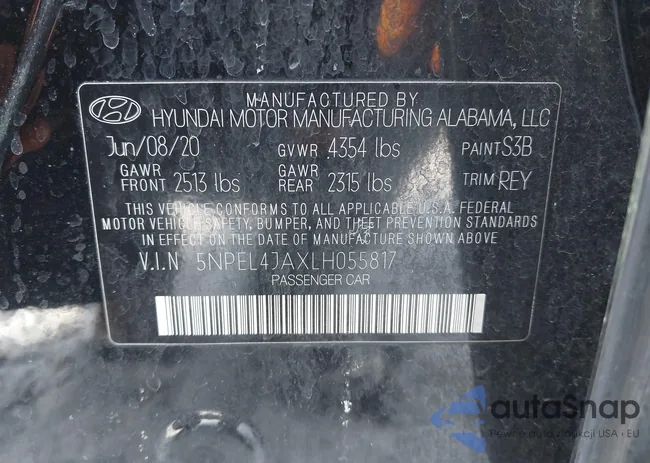 MANUFACTURED BY
HYUNDAI MOTOR MANUFACTURING ALABAMA, LLC
Jun/08/20 GVWR 4354 lbs PAINT S3B
GAWR FRONT 2513 lbs GAWR REAR 2315 lbs TRIM REY
THIS VEHICLE CONFORMS TO ALL APPLICABLE U.S.A. FEDERAL
MOTOR VEHICLE SAFETY, BUMPER, AND THEFT PREVENTION STANDARDS
IN EFFECT ON THE DATE OF MANUFACTURE SHOWN ABOVE
V.I.N 5NPEL4JAXLH055817
PASSENGER CAR
autoSnap
USA - EU